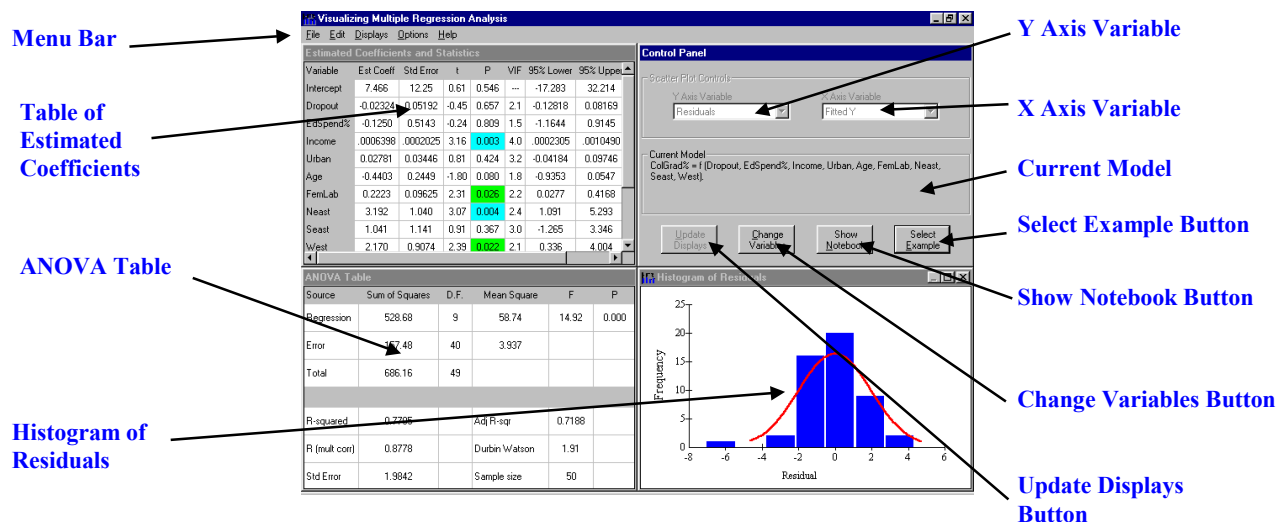 Menu Bar
Table of
Estimated
Coefficients
ANOVA Table
Histogram of
Residuals
Visualizing Multiple Regression Analysis
File Edit Displays Options Help
Estimated Coefficients and Statistics
Variable Est Coeff Std Error t P VIF 95% Lower 95% Upper
Intercept 7.466 12.25 0.61 0.546 --- -17.283 32.214
Dropout -0.02324 0.05192 -0.45 0.657 2.1 -0.12818 0.08169
EdSpend% -0.1250 0.5143 -0.24 0.809 1.5 -1.1644 0.9145
Income .0006398 .0002025 3.16 0.003 4.0 .0002305 .0010490
Urban 0.02781 0.03446 0.81 0.424 3.2 -0.04184 0.09746
Age -0.4403 0.2449 -1.80 0.080 1.8 -0.9353 0.0547
FemLab 0.2223 0.09625 2.31 0.026 2.2 0.0277 0.4168
Neast 3.192 1.040 3.07 0.004 2.4 1.091 5.293
Seast 1.041 1.141 0.91 0.367 3.0 -1.265 3.346
West 2.170 0.9074 2.39 0.022 2.1 0.336 4.004
Control Panel
Scatter Plot Controls
Y Axis Variable X Axis Variable
Residuals Fitted Y
Current Model
ColGrad% = f (Dropout, EdSpend%, Income, Urban, Age, FemLab, Neast,
Seast, West).
Update Displays
Change Variables
Show Notebook
Select Example
ANOVA Table
Source Sum of Squares D.F. Mean Square F P
Regression 528.68 9 58.74 14.92 0.000
Error 157.48 40 3.937
Total 686.16 49
R-squared 0.7705 Adj R-sqr 0.7188
R (mult corr) 0.8778 Durbin Watson 1.91
Std Error 1.9842 Sample size 50
Histogram of Residuals
Frequency
25
20
15
10
5
0
-8 -6 -4 -2 0 2 4 6
Residual
Y Axis Variable
X Axis Variable
Current Model
Select Example Button
Show Notebook Button
Change Variables Button
Update Displays
Button